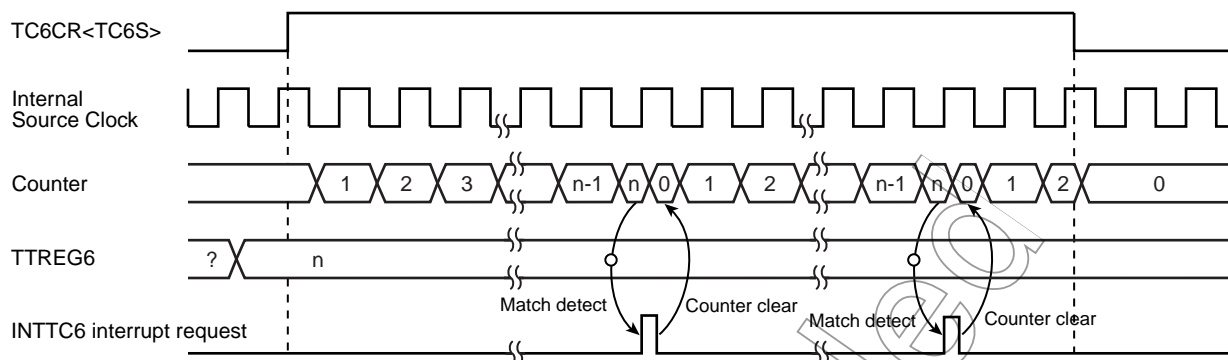 TC6CR<TC6S>
Internal
Source Clock
Counter
1 2 3 n-1 n 0 1 2 n-1 n 0 1 2 0
TTREG6
? n
Match detect Counter clear Match detect Counter clear
INTTC6 interrupt request